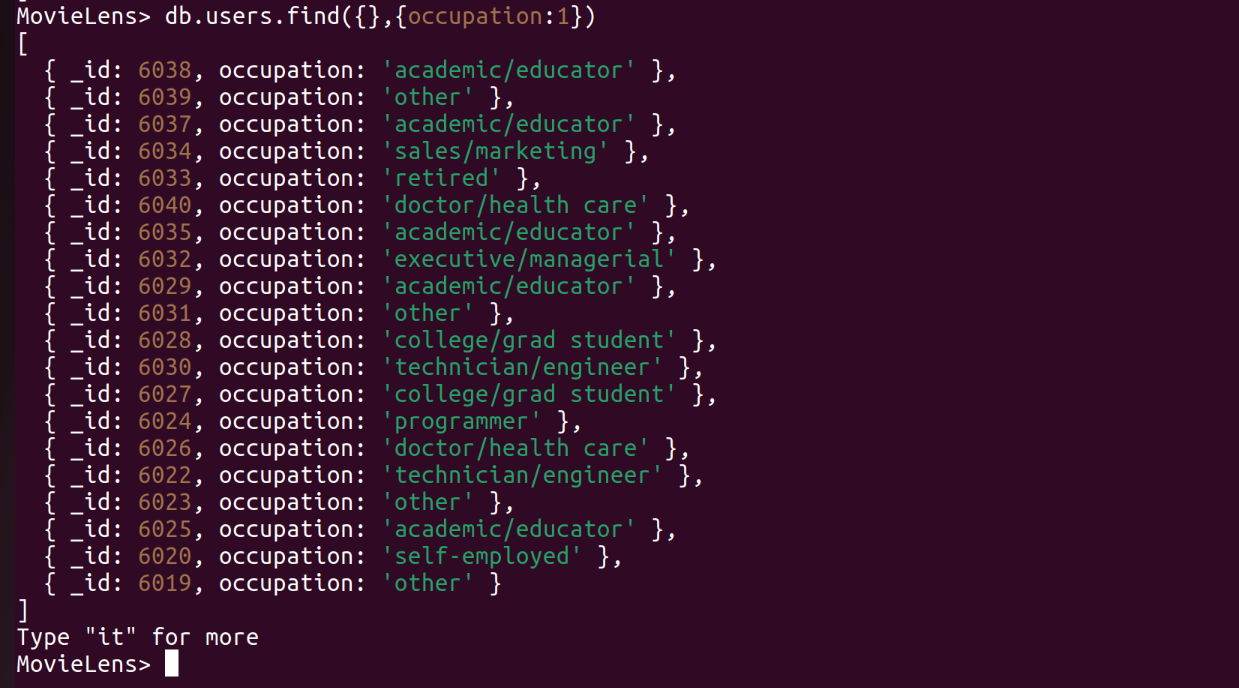 MovieLens> db.users.find({},{occupation:1})
[
  { _id: 6038, occupation: 'academic/educator' },
  { _id: 6039, occupation: 'other' },
  { _id: 6037, occupation: 'academic/educator' },
  { _id: 6034, occupation: 'sales/marketing' },
  { _id: 6033, occupation: 'retired' },
  { _id: 6040, occupation: 'doctor/health care' },
  { _id: 6035, occupation: 'academic/educator' },
  { _id: 6032, occupation: 'executive/managerial' },
  { _id: 6029, occupation: 'academic/educator' },
  { _id: 6031, occupation: 'other' },
  { _id: 6028, occupation: 'college/grad student' },
  { _id: 6030, occupation: 'technician/engineer' },
  { _id: 6027, occupation: 'college/grad student' },
  { _id: 6024, occupation: 'programmer' },
  { _id: 6026, occupation: 'doctor/health care' },
  { _id: 6022, occupation: 'technician/engineer' },
  { _id: 6023, occupation: 'other' },
  { _id: 6025, occupation: 'academic/educator' },
  { _id: 6020, occupation: 'self-employed' },
  { _id: 6019, occupation: 'other' }
]
Type "it" for more
MovieLens>